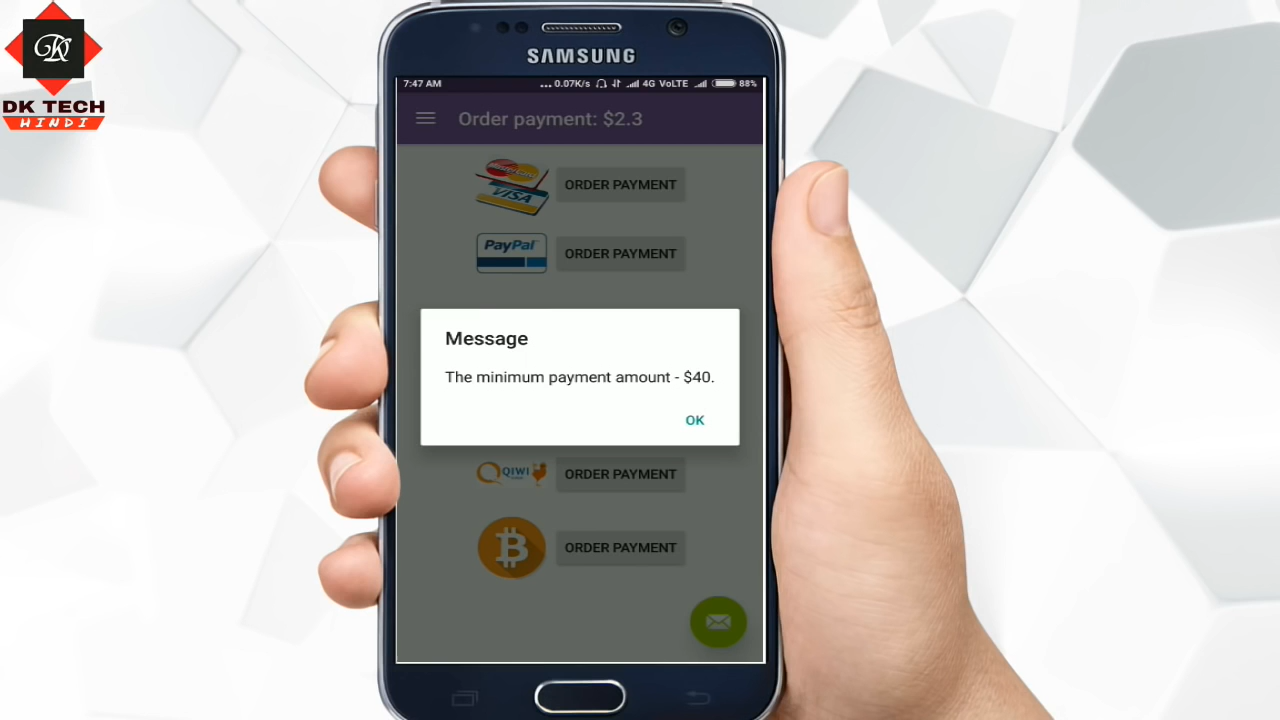 DK TECH
HINDI
SAMSUNG
7:47 AM ... 0.07K/s 4G VoLTE 88%
Order payment: $2.3
VISA ORDER PAYMENT
PayPal ORDER PAYMENT
Message
The minimum payment amount - $40.
OK
QIWI ORDER PAYMENT
ORDER PAYMENT